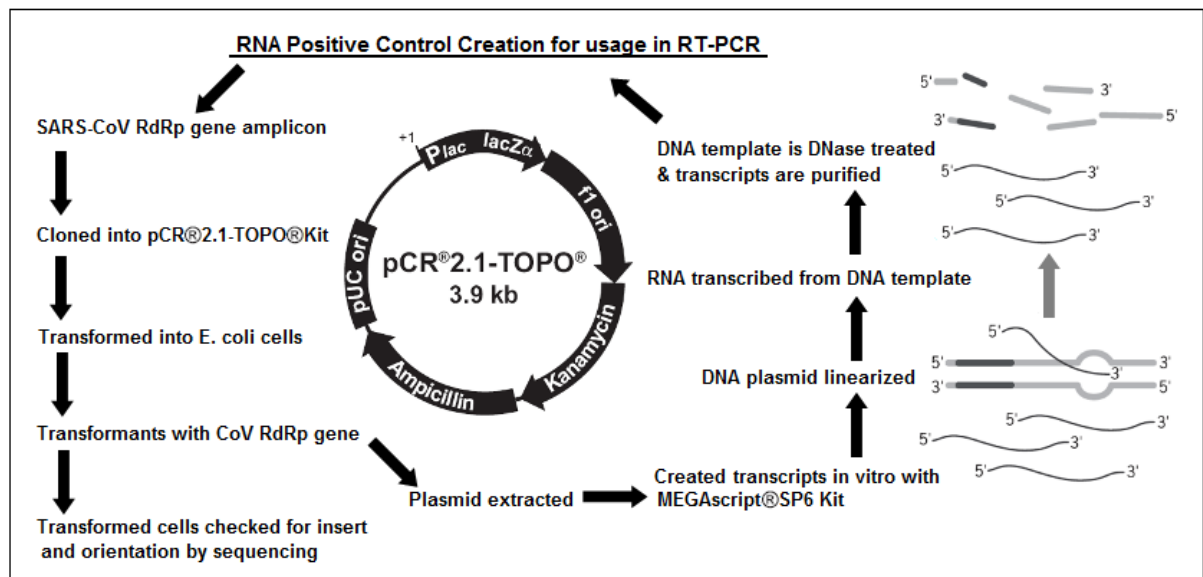 RNA Positive Control Creation for usage in RT-PCR
SARS-CoV RdRp gene amplicon
Cloned into pCR®2.1-TOPO®Kit
Transformed into E. coli cells
Transformants with CoV RdRp gene
Transformed cells checked for insert
and orientation by sequencing
Plasmid extracted
+1
Plac lacZα
f1 ori
Kanamycin
Ampicillin
pUC ori
pCR®2.1-TOPO®
3.9 kb
Created transcripts in vitro with
MEGAscript®SP6 Kit
DNA plasmid linearized
RNA transcribed from DNA template
DNA template is DNase treated
& transcripts are purified
5' 3'
3' 5'
5' 3'
5' 3'
5' 3'
5'
5' 3' 3'
3' 5'
5' 3'
5' 3'
5' 3'